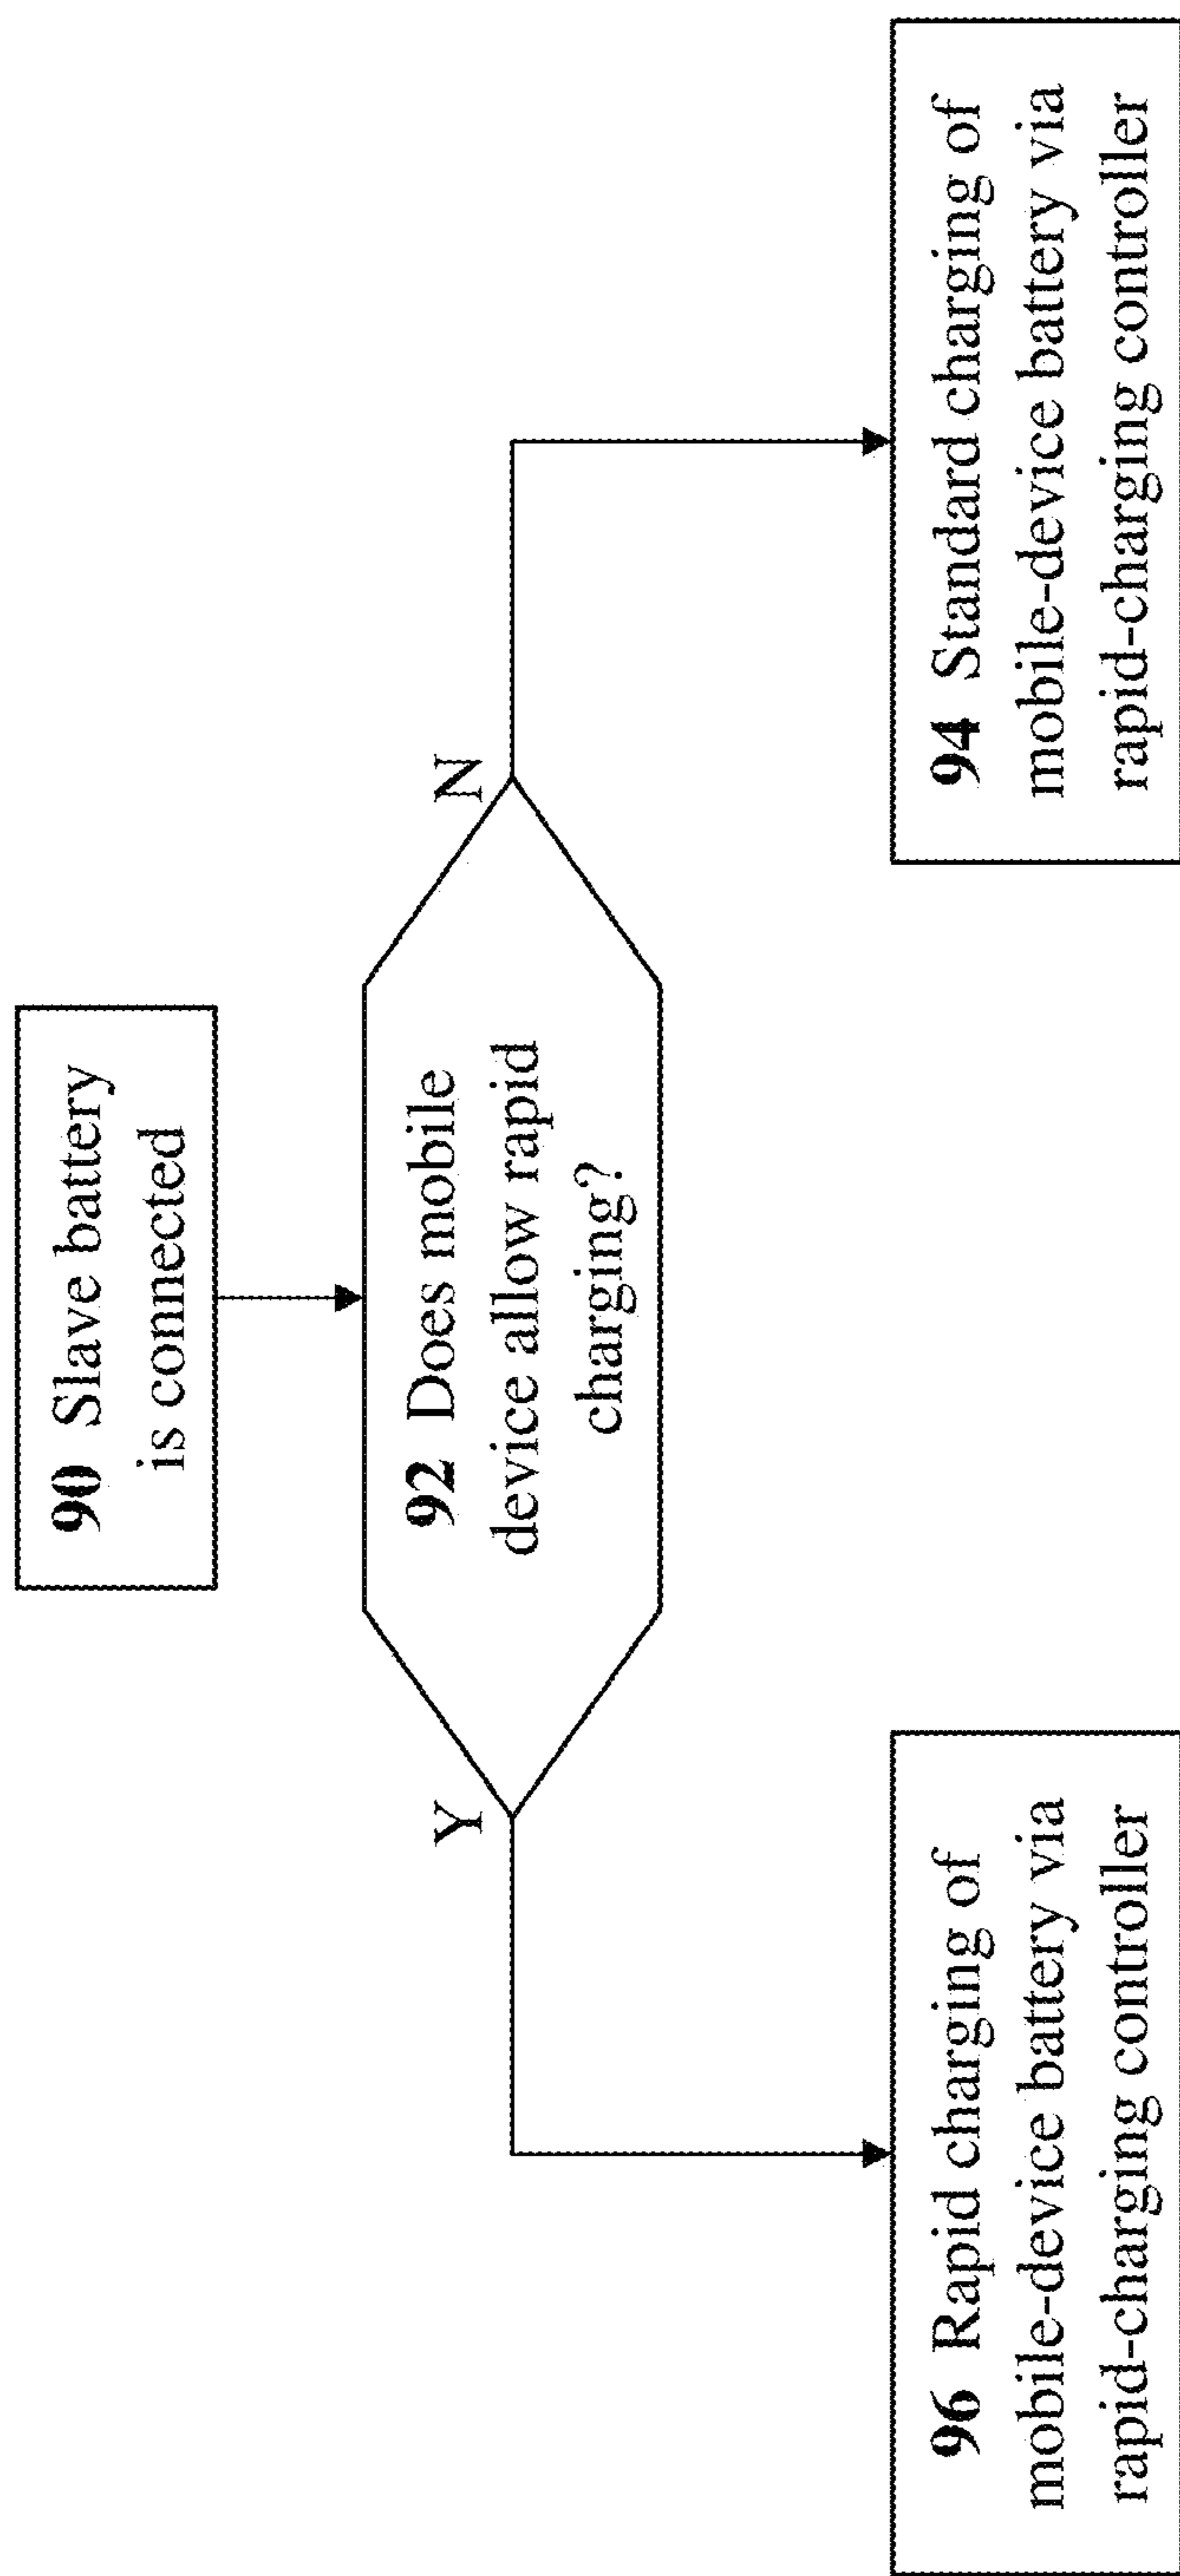 90 Slave battery
is connected
92 Does mobile
device allow rapid
charging?
Y
N
96 Rapid charging of
mobile-device battery via
rapid-charging controller
94 Standard charging of
mobile-device battery via
rapid-charging controller